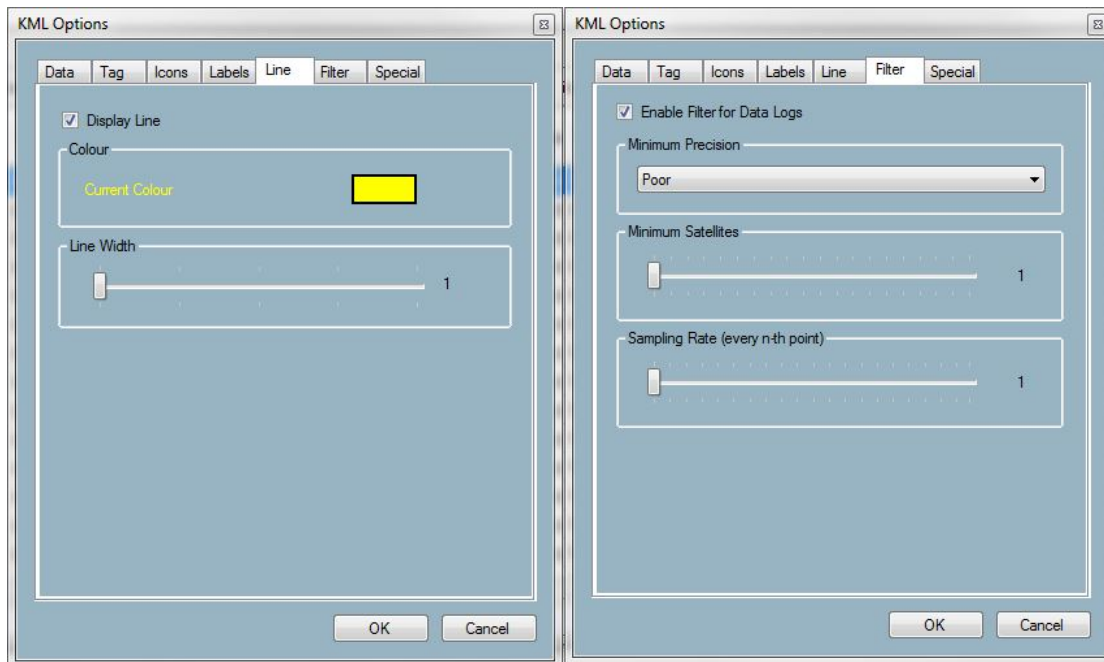 KML Options
Data Tag Icons Labels Line Filter Special
Display Line
Colour
Current Colour
Line Width
1
OK Cancel
KML Options
Data Tag Icons Labels Line Filter Special
Enable Filter for Data Logs
Minimum Precision
Poor
Minimum Satellites
1
Sampling Rate (every n-th point)
1
OK Cancel